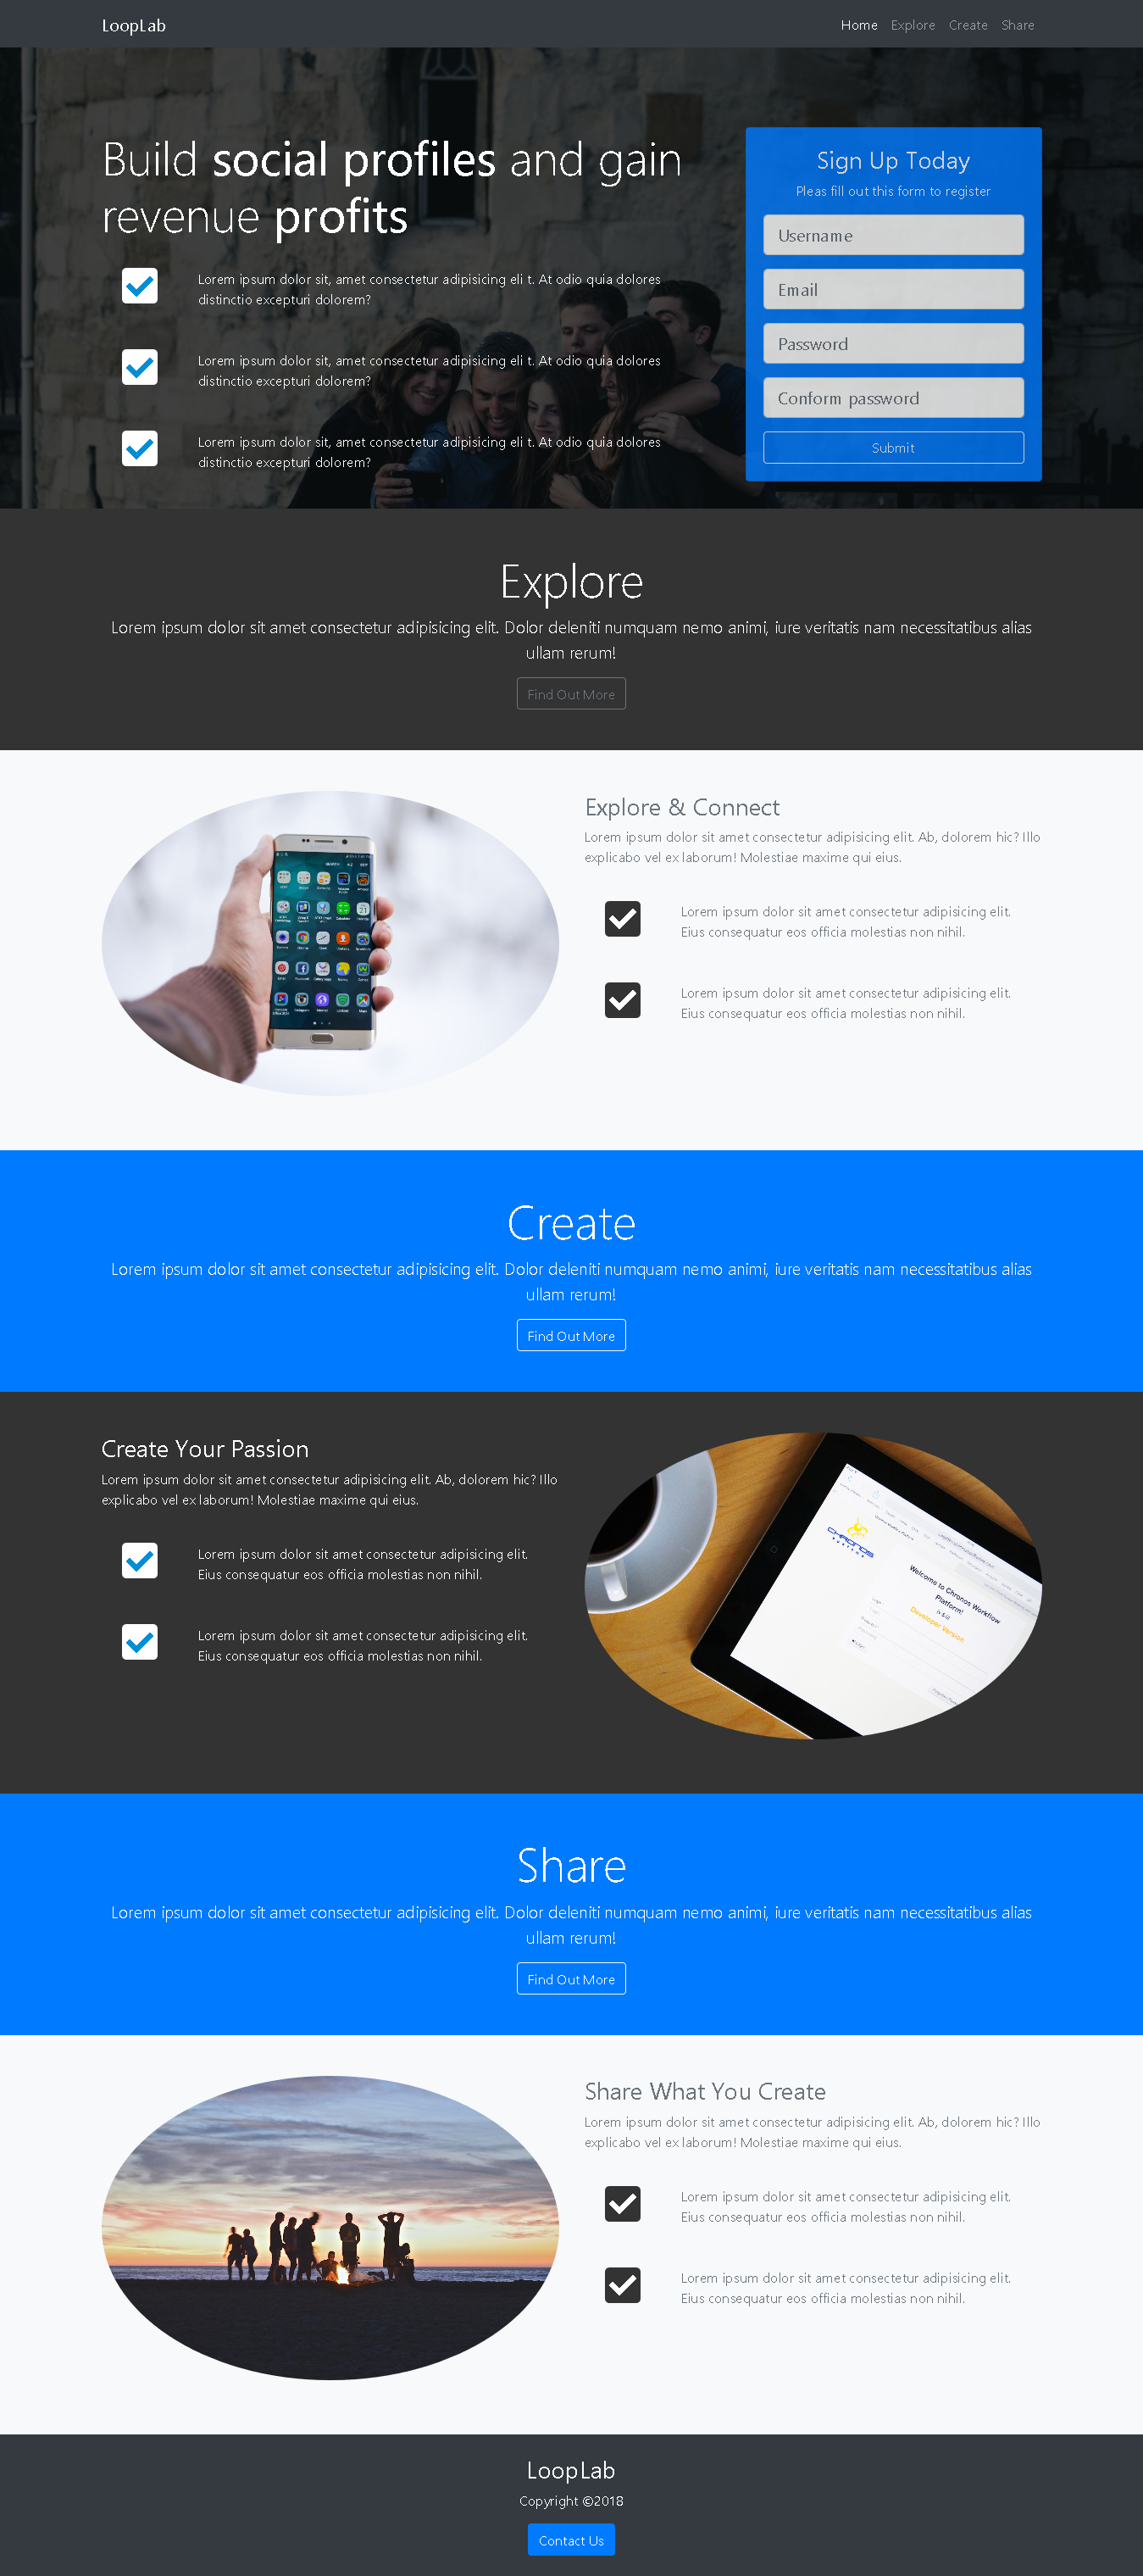 LoopLab
Home Explore Create Share
Build social profiles and gain
revenue profits
Lorem ipsum dolor sit, amet consectetur adipisicing eli t. At odio quia dolores
distinctio excepturi dolorem?
Lorem ipsum dolor sit, amet consectetur adipisicing eli t. At odio quia dolores
distinctio excepturi dolorem?
Lorem ipsum dolor sit, amet consectetur adipisicing eli t. At odio quia dolores
distinctio excepturi dolorem?
Sign Up Today
Pleas fill out this form to register
Username
Email
Password
Conform password
Submit
Explore
Lorem ipsum dolor sit amet consectetur adipisicing elit. Dolor deleniti numquam nemo animi, iure veritatis nam necessitatibus alias
ullam rerum!
Find Out More
Explore & Connect
Lorem ipsum dolor sit amet consectetur adipisicing elit. Ab, dolorem hic? Illo
explicabo vel ex laborum! Molestiae maxime qui eius.
Lorem ipsum dolor sit amet consectetur adipisicing elit.
Eius consequatur eos officia molestias non nihil.
Lorem ipsum dolor sit amet consectetur adipisicing elit.
Eius consequatur eos officia molestias non nihil.
Create
Lorem ipsum dolor sit amet consectetur adipisicing elit. Dolor deleniti numquam nemo animi, iure veritatis nam necessitatibus alias
ullam rerum!
Find Out More
Create Your Passion
Lorem ipsum dolor sit amet consectetur adipisicing elit. Ab, dolorem hic? Illo
explicabo vel ex laborum! Molestiae maxime qui eius.
Lorem ipsum dolor sit amet consectetur adipisicing elit.
Eius consequatur eos officia molestias non nihil.
Lorem ipsum dolor sit amet consectetur adipisicing elit.
Eius consequatur eos officia molestias non nihil.
CHRONOS
Welcome to Chronos Workflow
Platform!
Developer Version
Share
Lorem ipsum dolor sit amet consectetur adipisicing elit. Dolor deleniti numquam nemo animi, iure veritatis nam necessitatibus alias
ullam rerum!
Find Out More
Share What You Create
Lorem ipsum dolor sit amet consectetur adipisicing elit. Ab, dolorem hic? Illo
explicabo vel ex laborum! Molestiae maxime qui eius.
Lorem ipsum dolor sit amet consectetur adipisicing elit.
Eius consequatur eos officia molestias non nihil.
Lorem ipsum dolor sit amet consectetur adipisicing elit.
Eius consequatur eos officia molestias non nihil.
LoopLab
Copyright ©2018
Contact Us